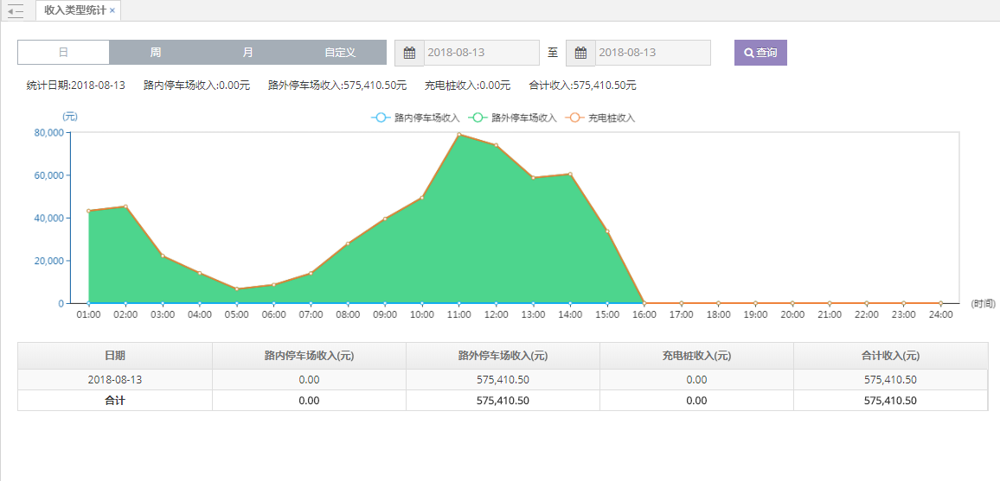 收入类型统计 ×
日 周 月 自定义 2018-08-13 至 2018-08-13 查询
统计日期:2018-08-13 路内停车场收入:0.00元 路外停车场收入:575,410.50元 充电桩收入:0.00元 合计收入:575,410.50元
(元) 路内停车场收入 路外停车场收入 充电桩收入
80,000
60,000
40,000
20,000
0
01:00 02:00 03:00 04:00 05:00 06:00 07:00 08:00 09:00 10:00 11:00 12:00 13:00 14:00 15:00 16:00 17:00 18:00 19:00 20:00 21:00 22:00 23:00 24:00 (时间)
日期 路内停车场收入(元) 路外停车场收入(元) 充电桩收入(元) 合计收入(元)
2018-08-13 0.00 575,410.50 0.00 575,410.50
合计 0.00 575,410.50 0.00 575,410.50